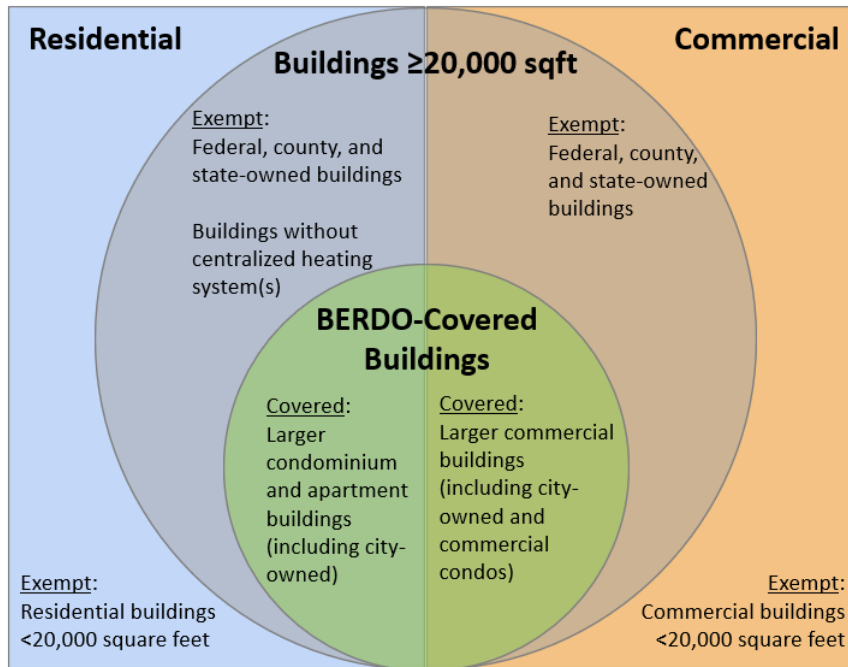 Residential
Commercial
Buildings ≥20,000 sqft
Exempt:
Federal, county, and
state-owned buildings
Buildings without
centralized heating
system(s)
Exempt:
Federal, county,
and state-owned
buildings
BERDO-Covered
Buildings
Covered:
Larger
condominium
and apartment
buildings
(including city-
owned)
Covered:
Larger commercial
buildings
(including city-
owned and
commercial
condos)
Exempt:
Residential buildings
<20,000 square feet
Exempt:
Commercial buildings
<20,000 square feet